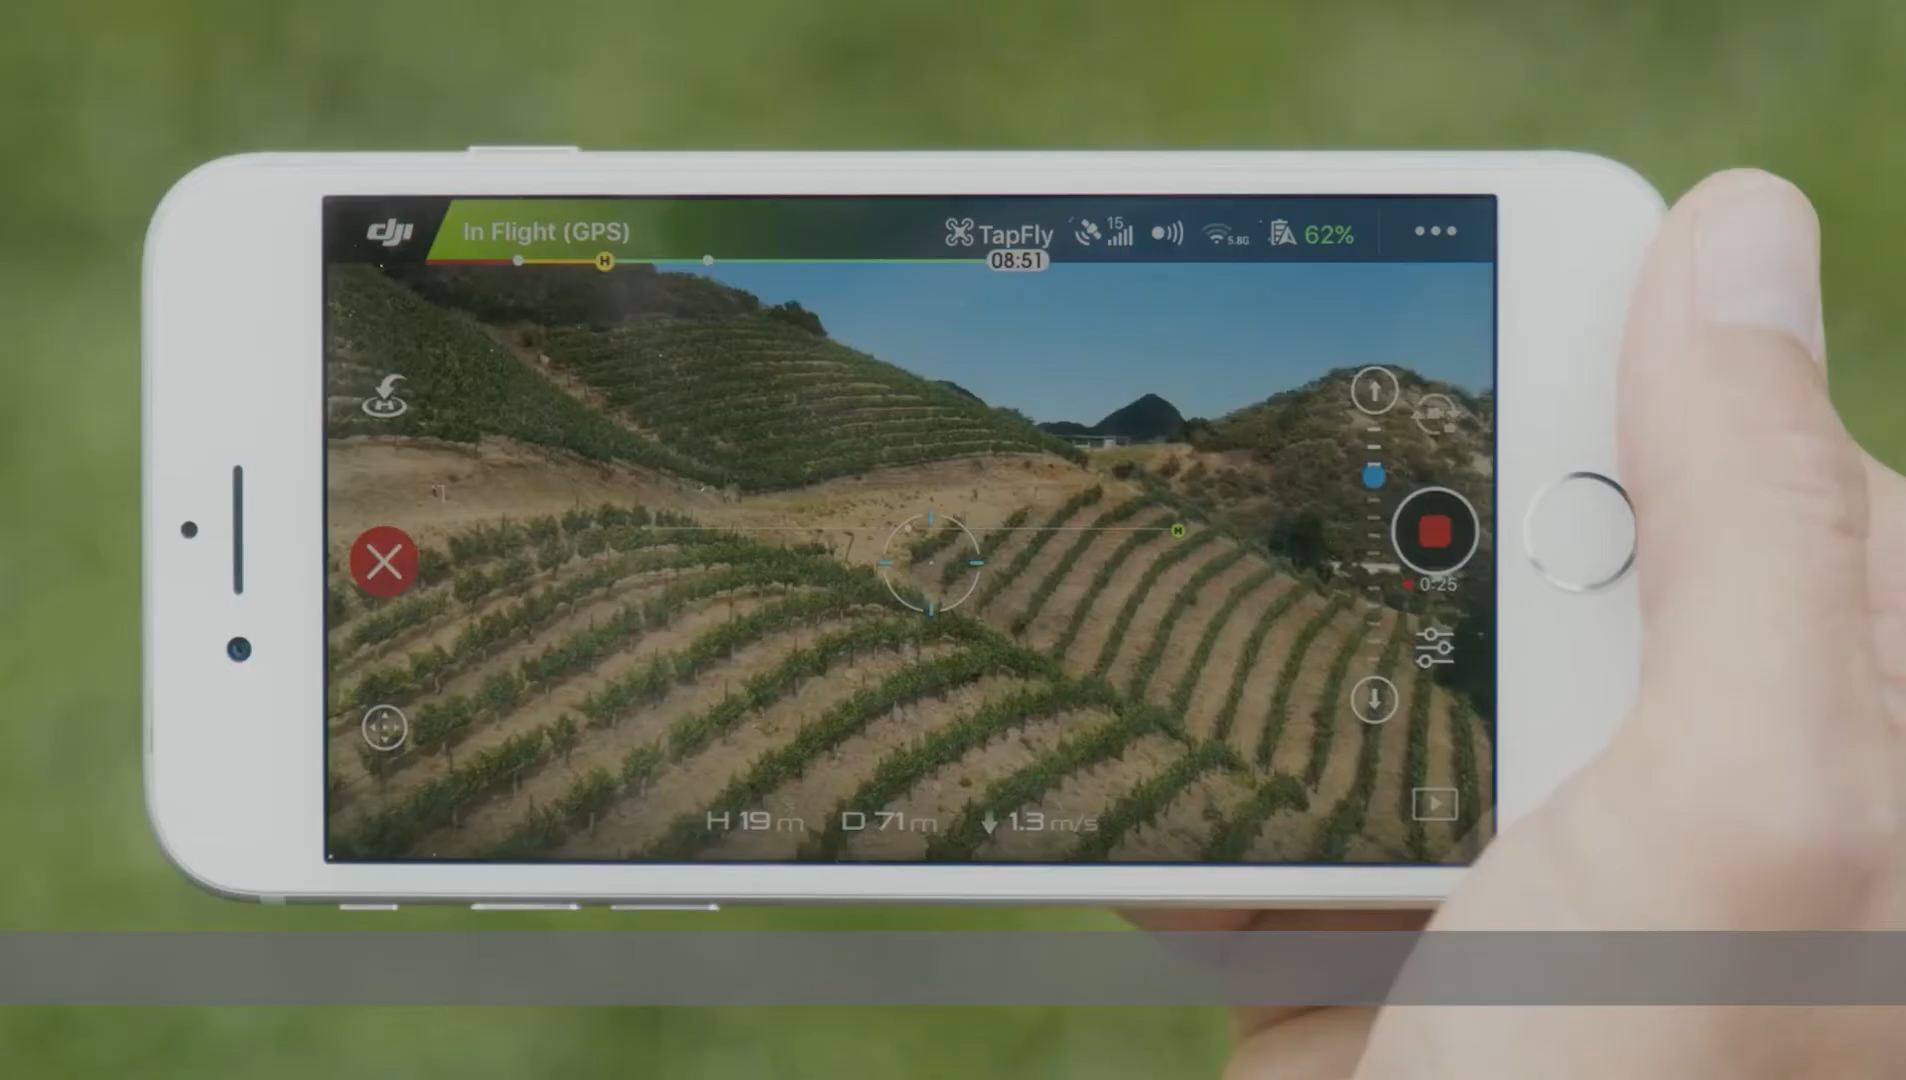 dji In Flight (GPS) TapFly 15 5.8G 62%
H 08:51
H
0:25
H 19 m D 71 m 1.3 m/s